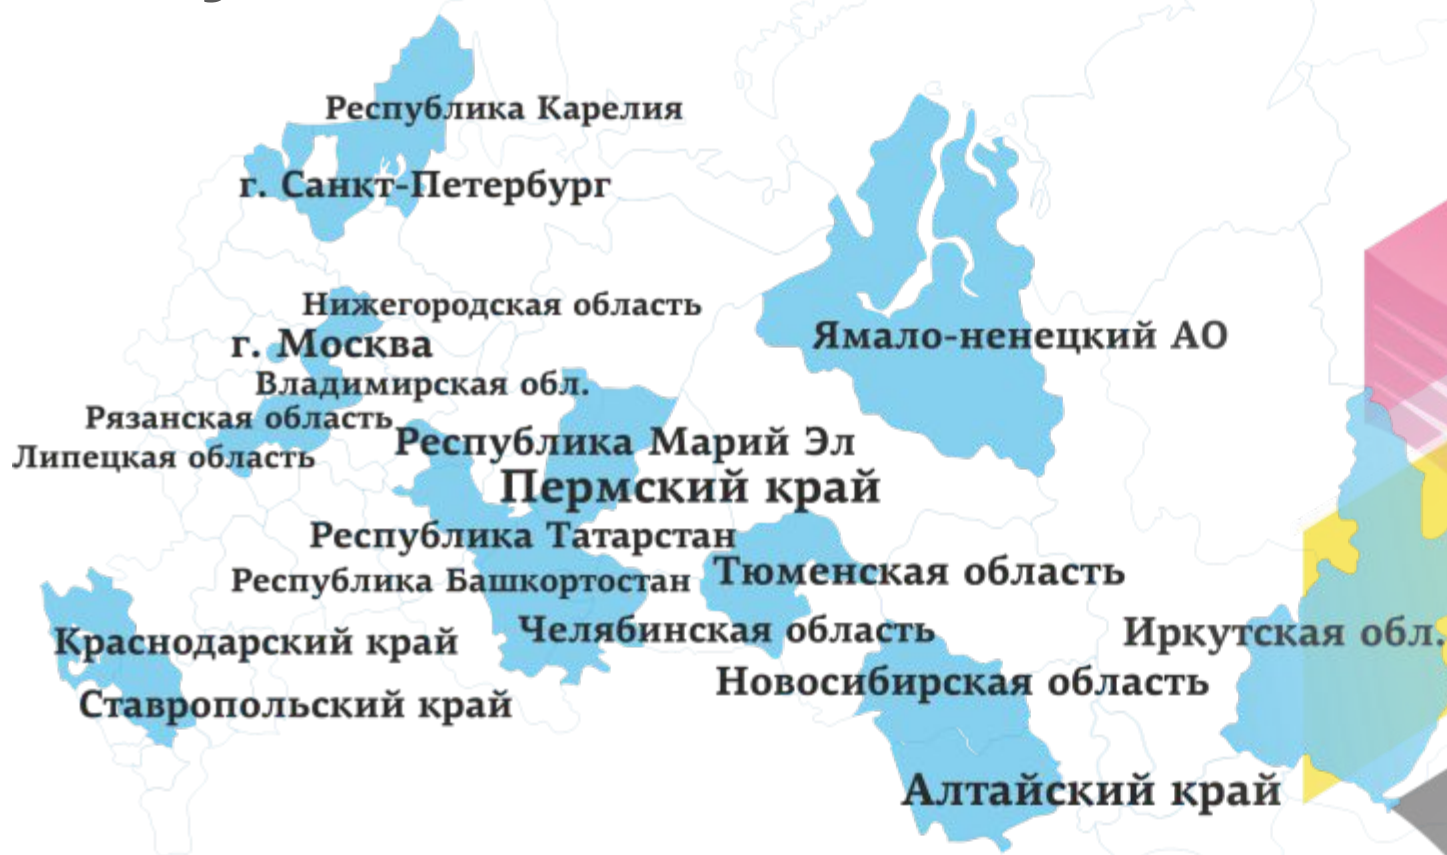 Республика Карелия
г. Санкт-Петербург
Нижегородская область
г. Москва
Владимирская обл.
Рязанская область
Липецкая область
Республика Марий Эл
Пермский край
Республика Татарстан
Республика Башкортостан
Челябинская область
Краснодарский край
Ставропольский край
Ямало-ненецкий АО
Тюменская область
Новосибирская область
Алтайский край
Иркутская обл.